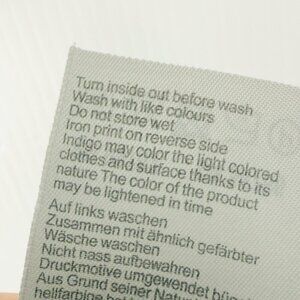 Turn inside out before wash
Wash with like colours
Do not store wet
Iron print on reverse side
Indigo may color the light colored
clothes and surface thanks to its
nature The color of the product
may be lightened in time
Auf links waschen
Zusammen mit ähnlich gefärbter
Wäsche waschen
Nicht nass aufbewahren
Druckmotive umgewendet
Aus Grund seiner Natur
hellfarbige